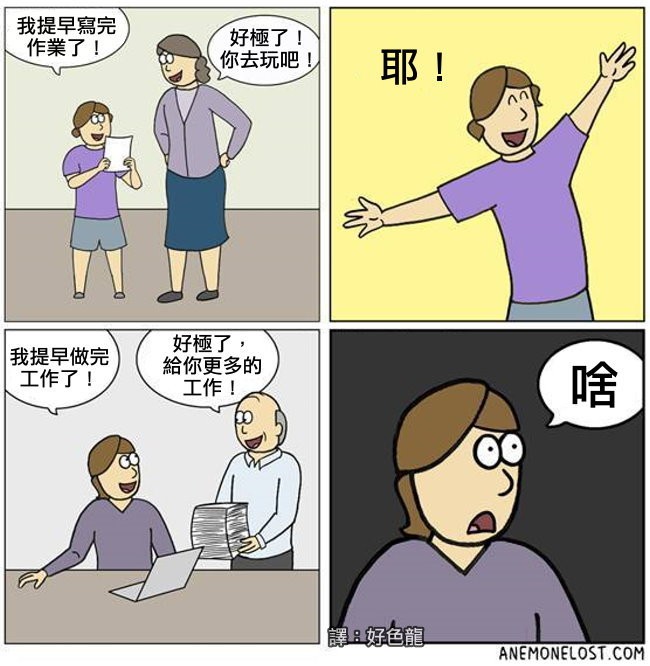 我提早寫完
作業了！
好極了！
你去玩吧！
耶！
我提早做完
工作了！
好極了，
給你更多的
工作！
啥
譯：好色龍
ANEMONELOST.COM